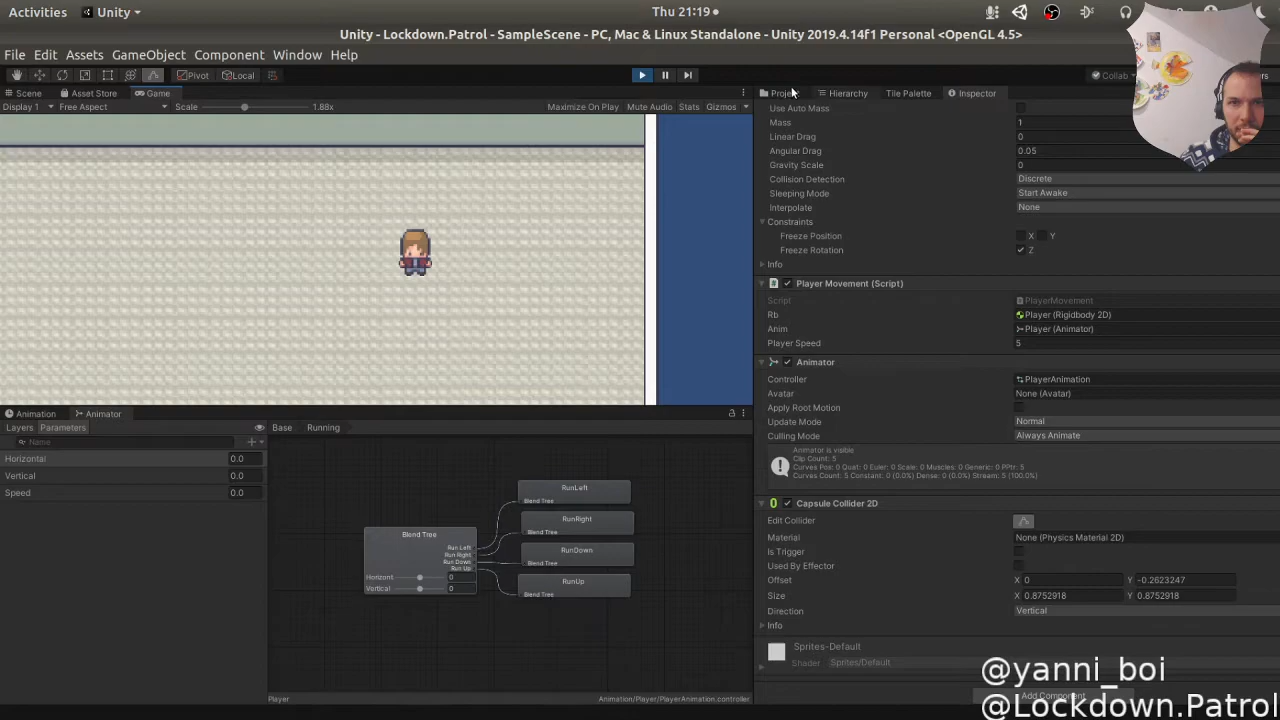 Activities Unity Thu 21:19
Unity - Lockdown.Patrol - SampleScene - PC, Mac & Linux Standalone - Unity 2019.4.14f1 Personal <OpenGL 4.5>
File Edit Assets GameObject Component Window Help
Pivot Local Collab
Scene Asset Store Game Project Hierarchy Tile Palette Inspector
Display 1 Free Aspect Scale 1.88x Maximize On Play Mute Audio Stats Gizmos
Use Auto Mass
Mass 1
Linear Drag 0
Angular Drag 0.05
Gravity Scale 0
Collision Detection Discrete
Sleeping Mode Start Awake
Interpolate None
Constraints
Freeze Position X Y
Freeze Rotation Z
Info
Player Movement (Script)
Script PlayerMovement
Rb Player (Rigidbody 2D)
Anim Player (Animator)
Player Speed 5
Animator
Controller PlayerAnimation
Avatar None (Avatar)
Apply Root Motion
Update Mode Normal
Culling Mode Always Animate
Animator is visible
Clip Count: 5
Curves Pos: 0 Quat: 0 Euler: 0 Scale: 0 Muscles: 0 Generic: 0 PPtr: 5
Curves Count: 5 Constant: 0 (0.0%) Dense: 0 (0.0%) Stream: 5 (100.0%)
Capsule Collider 2D
Edit Collider
Material None (Physics Material 2D)
Is Trigger
Used By Effector
Offset X 0 Y -0.2623247
Size X 0.8752918 Y 0.8752918
Direction Vertical
Info
Sprites-Default
Shader Sprites/Default
Add Component
Animation Animator
Layers Parameters Base Running
Name
Horizontal 0.0
Vertical 0.0
Speed 0.0
Blend Tree
Run Left
Run Right
Run Down
Run Up
Horizont 0
Vertical 0
RunLeft
Blend Tree
RunRight
Blend Tree
RunDown
Blend Tree
RunUp
Blend Tree
Player Animation/Player/PlayerAnimation.controller
@yanni_boi
@Lockdown.Patrol